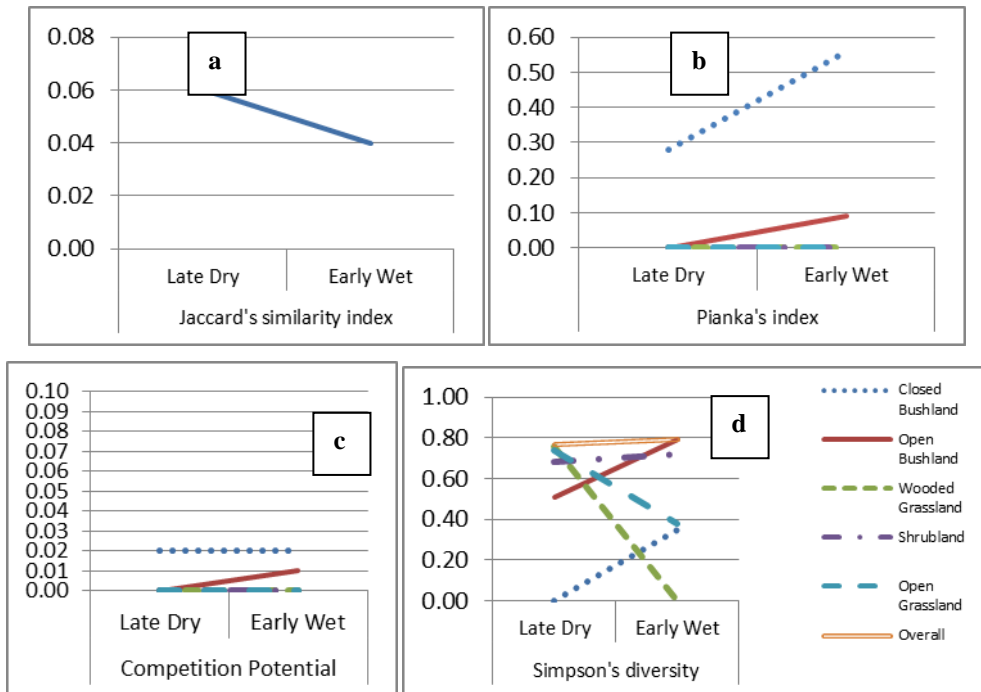 0.08
0.06
0.04
0.02
0.00
a
Late Dry
Early Wet
Jaccard's similarity index
0.60
0.50
0.40
0.30
0.20
0.10
0.00
b
Late Dry
Early Wet
Pianka's index
0.10
0.09
0.08
0.07
0.06
0.05
0.04
0.03
0.02
0.01
0.00
c
Late Dry
Early Wet
Competition Potential
1.00
0.80
0.60
0.40
0.20
0.00
d
Late Dry
Early Wet
Simpson's diversity
Closed
Bushland
Open
Bushland
Wooded
Grassland
Shrubland
Open
Grassland
Overall